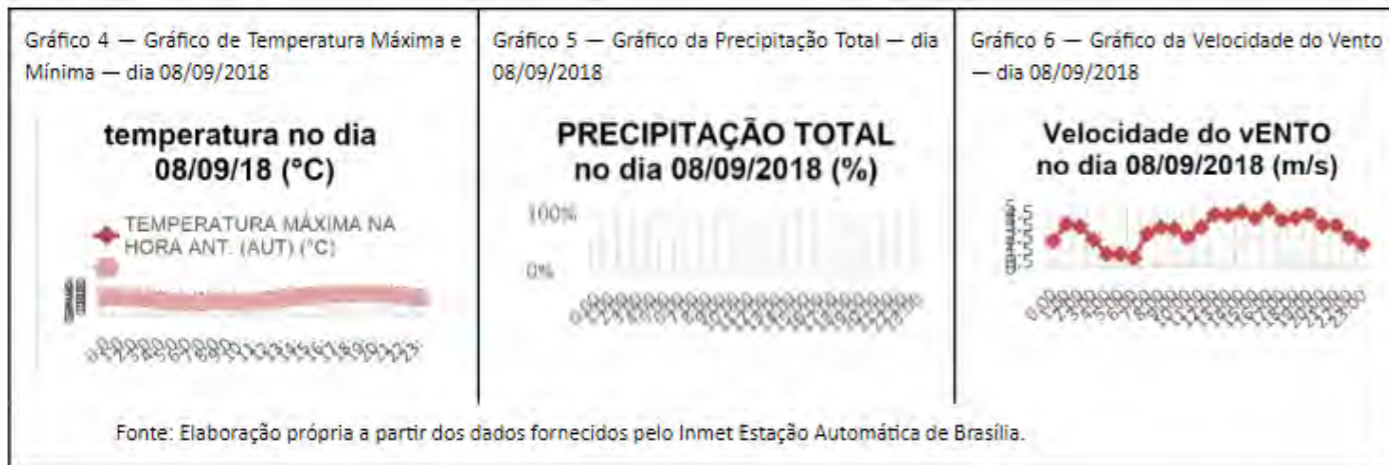 Gráfico 4 — Gráfico de Temperatura Máxima e
Mínima — dia 08/09/2018
temperatura no dia
08/09/18 (°C)
TEMPERATURA MÁXIMA NA
HORA ANT. (AUT) (°C)
Gráfico 5 — Gráfico da Precipitação Total — dia
08/09/2018
PRECIPITAÇÃO TOTAL
no dia 08/09/2018 (%)
100%
0%
Gráfico 6 — Gráfico da Velocidade do Vento
— dia 08/09/2018
Velocidade do vENTO
no dia 08/09/2018 (m/s)
Fonte: Elaboração própria a partir dos dados fornecidos pelo Inmet Estação Automática de Brasília.